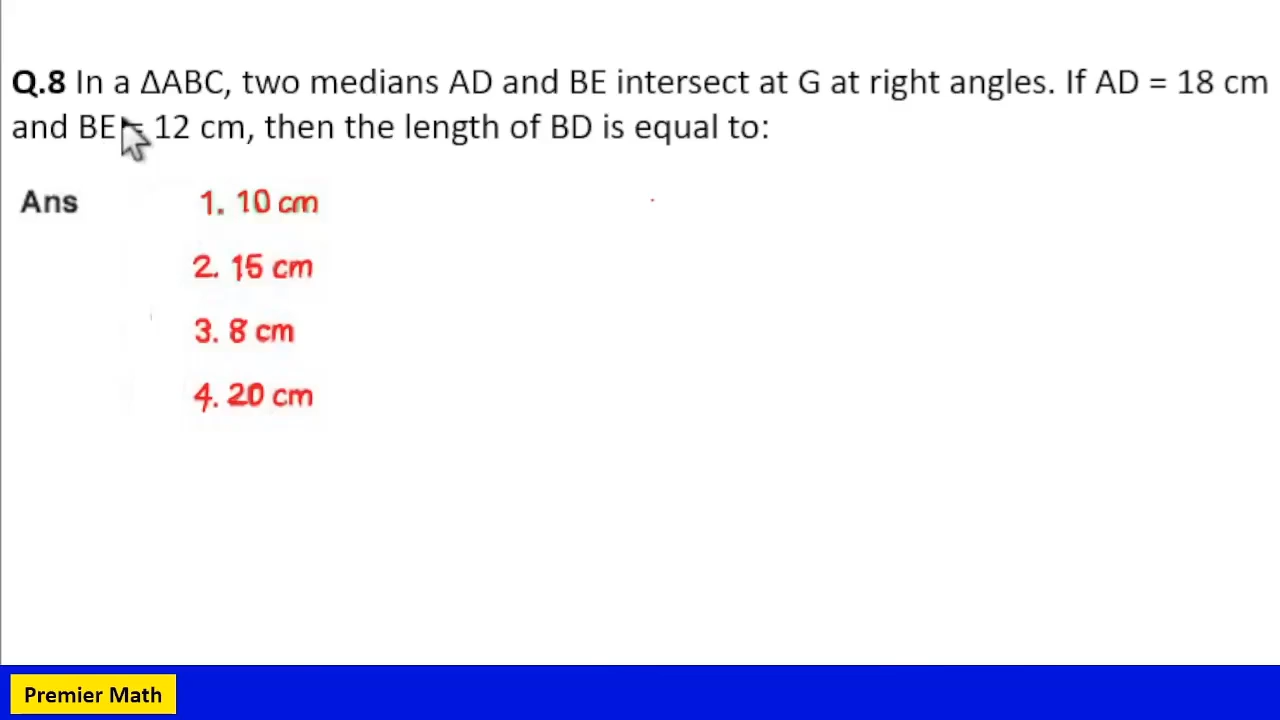 Q.8 In a ΔABC, two medians AD and BE intersect at G at right angles. If AD = 18 cm
and BE = 12 cm, then the length of BD is equal to:
Ans
1. 10 cm
2. 15 cm
3. 8 cm
4. 20 cm
Premier Math